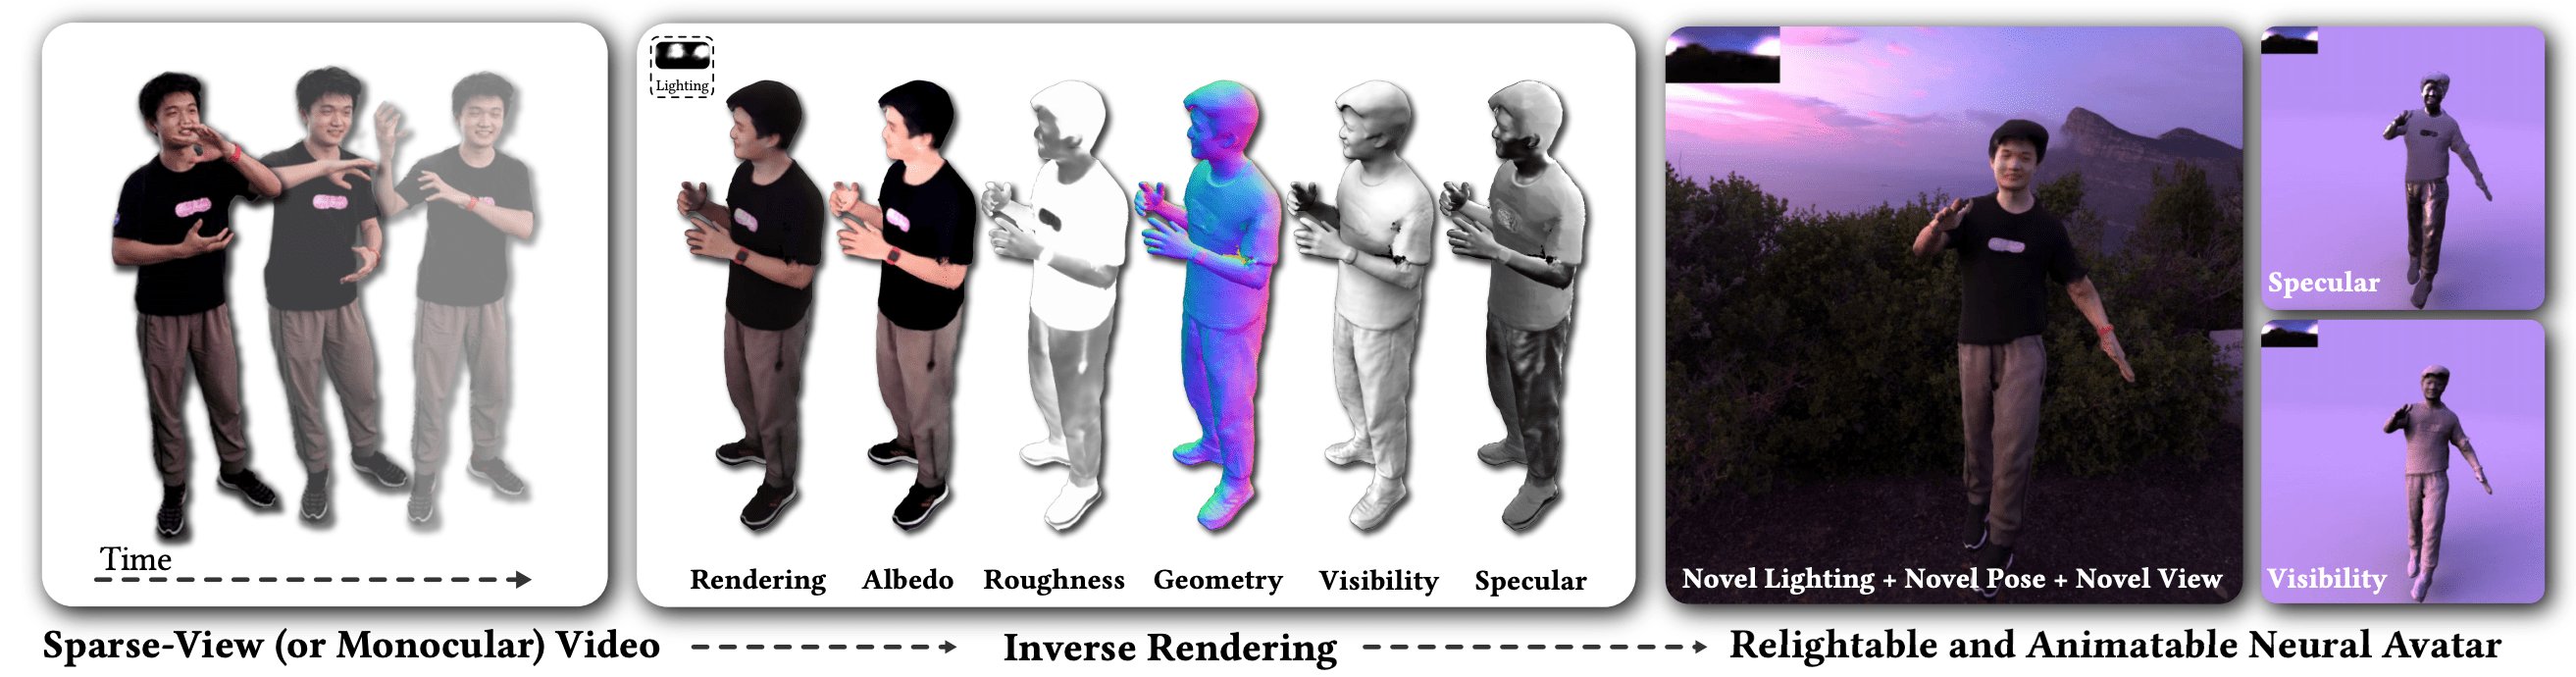 Time
Lighting
Rendering Albedo Roughness Geometry Visibility Specular
Novel Lighting + Novel Pose + Novel View
Specular
Visibility
Sparse-View (or Monocular) Video Inverse Rendering Relightable and Animatable Neural Avatar